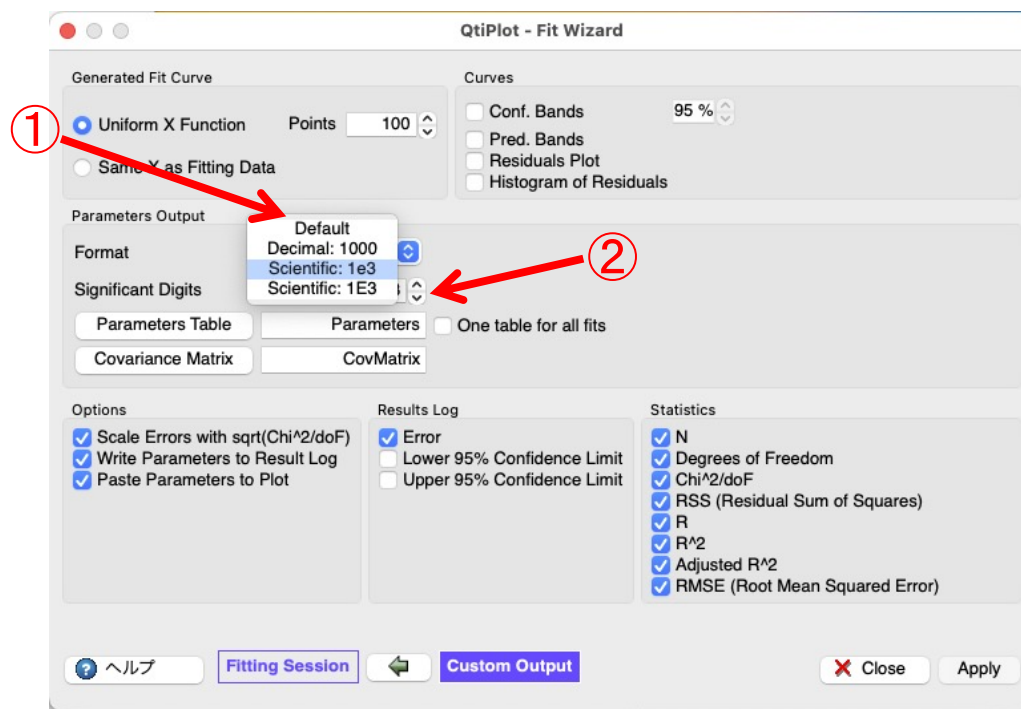 QtiPlot - Fit Wizard
Generated Fit Curve
Curves
①
Uniform X Function
Points
100
Conf. Bands
95 %
Pred. Bands
Same X as Fitting Data
Residuals Plot
Histogram of Residuals
Parameters Output
Default
Format
Decimal: 1000
②
Scientific: 1e3
Significant Digits
Scientific: 1E3
Parameters Table
Parameters
One table for all fits
Covariance Matrix
CovMatrix
Options
Scale Errors with sqrt(Chi^2/doF)
Write Parameters to Result Log
Paste Parameters to Plot
Results Log
Error
Lower 95% Confidence Limit
Upper 95% Confidence Limit
Statistics
N
Degrees of Freedom
Chi^2/doF
RSS (Residual Sum of Squares)
R
R^2
Adjusted R^2
RMSE (Root Mean Squared Error)
? ヘルプ
Fitting Session
Custom Output
Close
Apply